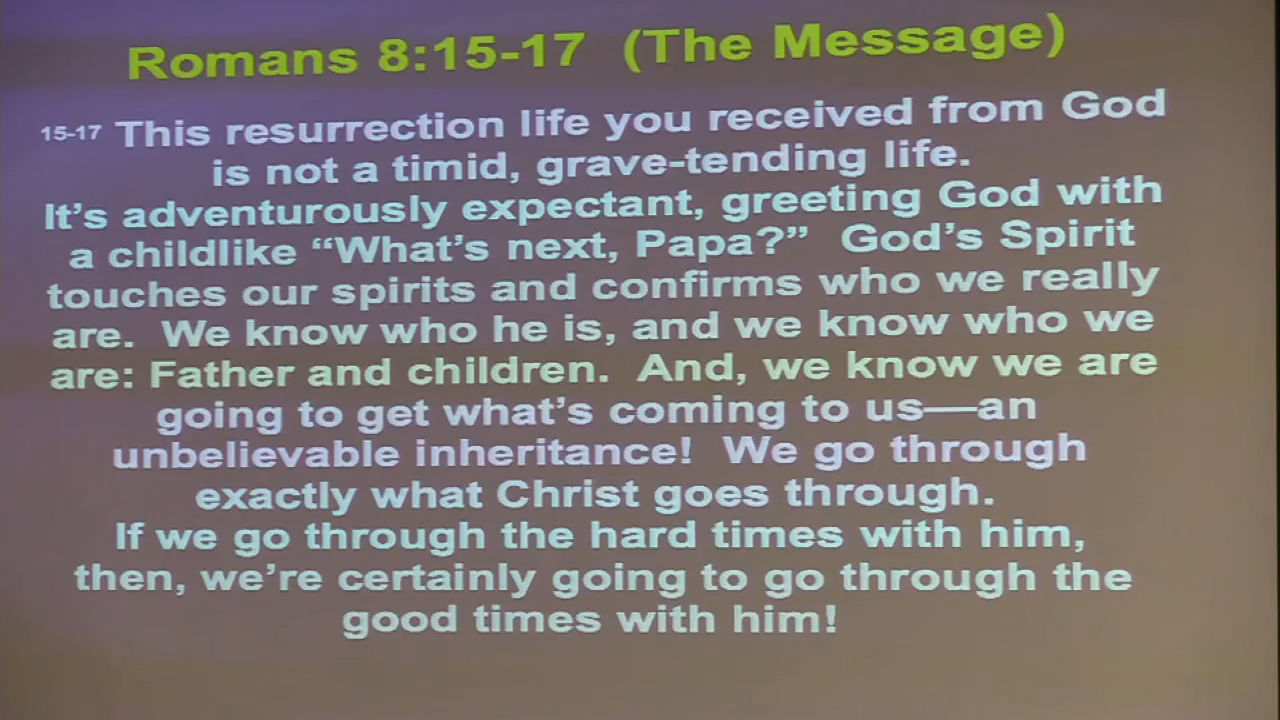 Romans 8:15-17 (The Message)
15-17 This resurrection life you received from God
is not a timid, grave-tending life.
It's adventurously expectant, greeting God with
a childlike “What's next, Papa?” God's Spirit
touches our spirits and confirms who we really
are. We know who he is, and we know who we
are: Father and children. And, we know we are
going to get what's coming to us—an
unbelievable inheritance! We go through
exactly what Christ goes through.
If we go through the hard times with him,
then, we're certainly going to go through the
good times with him!